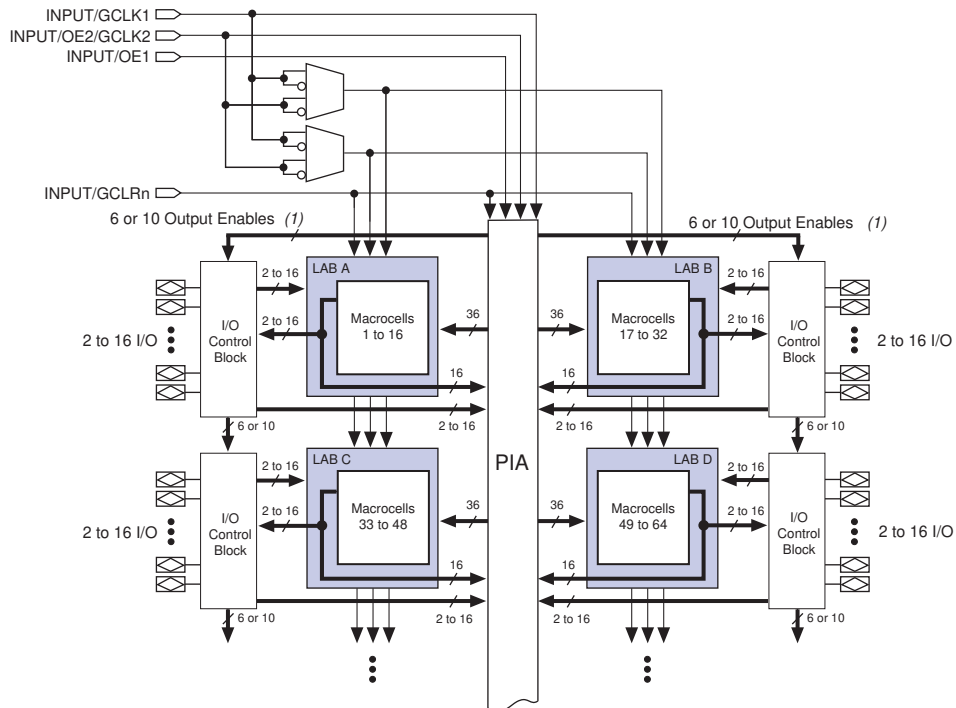 INPUT/GCLK1
INPUT/OE2/GCLK2
INPUT/OE1
INPUT/GCLRn
6 or 10 Output Enables (1)
6 or 10 Output Enables (1)
LAB A
LAB B
2 to 16
2 to 16
I/O
Control
Block
2 to 16
Macrocells
1 to 16
36
36
Macrocells
17 to 32
2 to 16
I/O
Control
Block
2 to 16 I/O
2 to 16 I/O
16
16
2 to 16
2 to 16
6 or 10
6 or 10
PIA
LAB C
LAB D
2 to 16
2 to 16
I/O
Control
Block
2 to 16
Macrocells
33 to 48
36
36
Macrocells
49 to 64
2 to 16
I/O
Control
Block
2 to 16 I/O
2 to 16 I/O
16
16
2 to 16
2 to 16
6 or 10
6 or 10